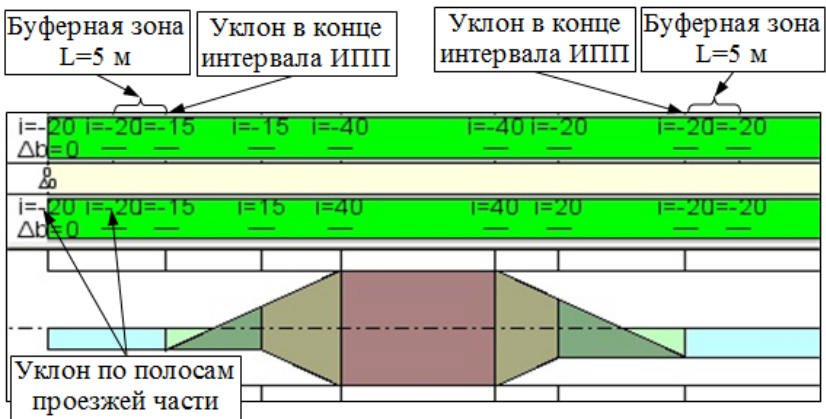 Буферная зона
L=5 м
Уклон в конце
интервала ИПП
Уклон в конце
интервала ИПП
Буферная зона
L=5 м
i=-20 i=-20 i=-15 i=-15 i=-40 i=-40 i=-20 i=-20 i=-20
Δb=0
i=-20 i=-20 i=-15 i=15 i=40 i=40 i=20 i=-20 i=-20
Δb=0
Уклон по полосам
проезжей части